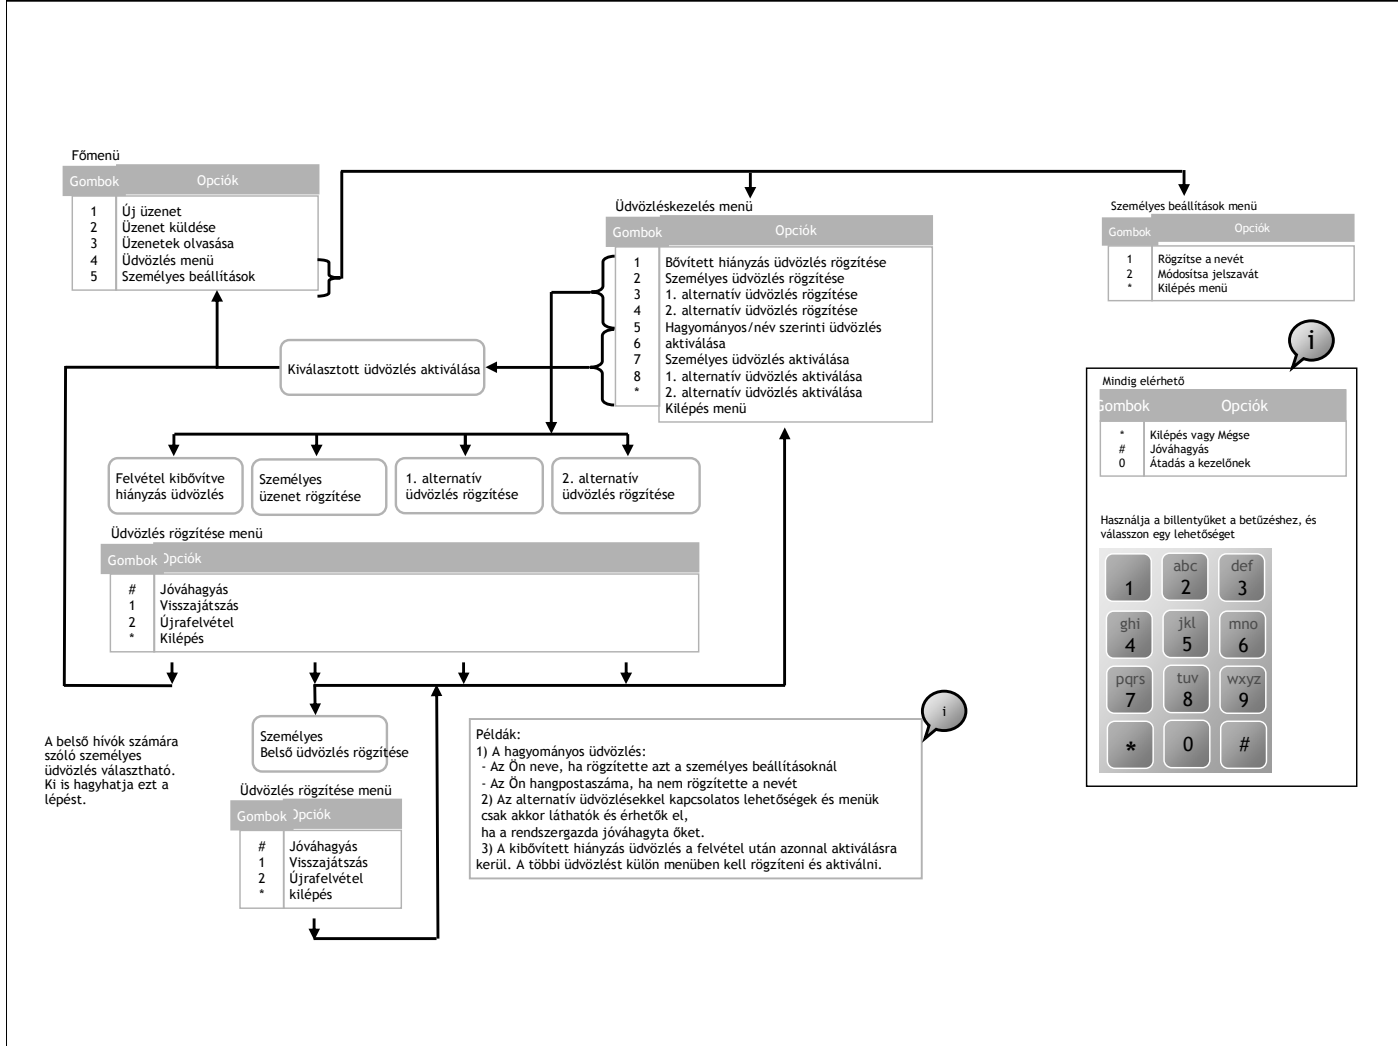 Főmenü
Gombok Opciók
1 Új üzenet
2 Üzenet küldése
3 Üzenetek olvasása
4 Üdvözlés menü
5 Személyes beállítások
Üdvözléskezelés menü
Gombok Opciók
1 Bővített hiányzás üdvözlés rögzítése
2 Személyes üdvözlés rögzítése
3 1. alternatív üdvözlés rögzítése
4 2. alternatív üdvözlés rögzítése
5 Hagyományos/név szerinti üdvözlés
6 aktiválása
7 Személyes üdvözlés aktiválása
8 1. alternatív üdvözlés aktiválása
* 2. alternatív üdvözlés aktiválása
Kilépés menü
Személyes beállítások menü
Gombok Opciók
1 Rögzítse a nevét
2 Módosítsa jelszavát
* Kilépés menü
Kiválasztott üdvözlés aktiválása
Felvétel kibővítve
hiányzás üdvözlés
Személyes
üzenet rögzítése
1. alternatív
üdvözlés rögzítése
2. alternatív
üdvözlés rögzítése
Üdvözlés rögzítése menü
Gombok Opciók
# Jóváhagyás
1 Visszajátszás
2 Újrafelvétel
* Kilépés
A belső hívók számára
szóló személyes
üdvözlés választható.
Ki is hagyhatja ezt a
lépést.
Személyes
Belső üdvözlés rögzítése
Üdvözlés rögzítése menü
Gombok Opciók
# Jóváhagyás
1 Visszajátszás
2 Újrafelvétel
* kilépés
i
Példák:
1) A hagyományos üdvözlés:
- Az Ön neve, ha rögzítette azt a személyes beállításoknál
- Az Ön hangpostaszáma, ha nem rögzítette a nevét
2) Az alternatív üdvözlésekkel kapcsolatos lehetőségek és menük
csak akkor láthatók és érhetők el,
ha a rendszergazda jóváhagyta őket.
3) A kibővített hiányzás üdvözlés a felvétel után azonnal aktiválásra
kerül. A többi üdvözlést külön menüben kell rögzíteni és aktiválni.
i
Mindig elérhető
Gombok Opciók
* Kilépés vagy Mégse
# Jóváhagyás
0 Átadás a kezelőnek
Használja a billentyűket a betűzéshez, és
válasszon egy lehetőséget
abc def
1 2 3
ghi jkl mno
4 5 6
pqrs tuv wxyz
7 8 9
* 0 #